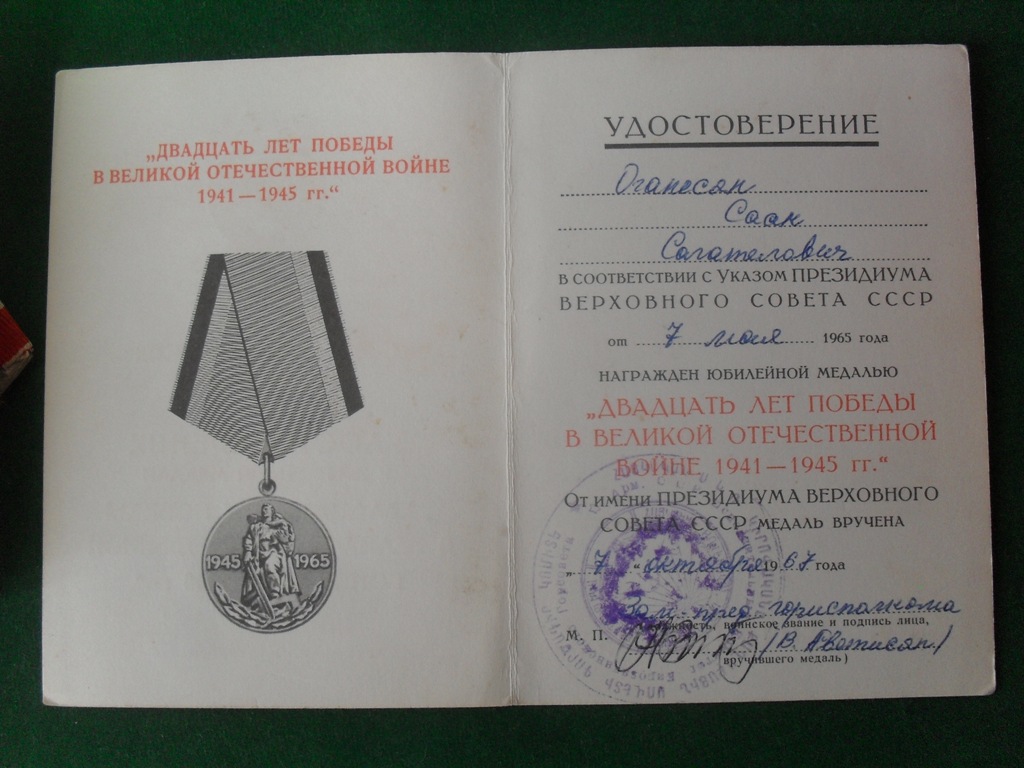 „ДВАДЦАТЬ ЛЕТ ПОБЕДЫ
В ВЕЛИКОЙ ОТЕЧЕСТВЕННОЙ ВОЙНЕ
1941—1945 гг.“
1945 1965
УДОСТОВЕРЕНИЕ
Оганесян
Саак
Сагателович
В СООТВЕТСТВИИ С УКАЗОМ ПРЕЗИДИУМА
ВЕРХОВНОГО СОВЕТА СССР
от 7 мая 1965 года
НАГРАЖДЕН ЮБИЛЕЙНОЙ МЕДАЛЬЮ
„ДВАДЦАТЬ ЛЕТ ПОБЕДЫ
В ВЕЛИКОЙ ОТЕЧЕСТВЕННОЙ
ВОЙНЕ 1941—1945 гг.“
ОТ ИМЕНИ ПРЕЗИДИУМА ВЕРХОВНОГО
СОВЕТА СССР МЕДАЛЬ ВРУЧЕНА
„7“ октября 1967 года
Зам. пред. горисполкома
(должность, воинское звание и подпись лица,
М. П.
(В. Аветисян)
вручившего медаль)